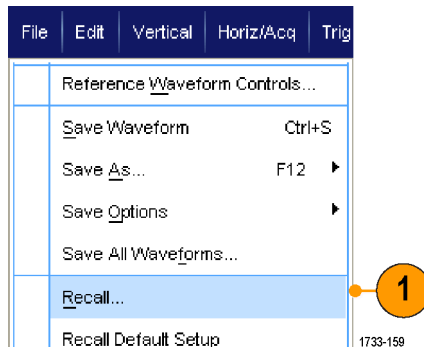 File Edit Vertical Horiz/Acq Trig
Reference Waveform Controls...
Save Waveform Ctrl+S
Save As... F12
Save Options
Save All Waveforms...
Recall...
1
Recall Default Setup
1733-159